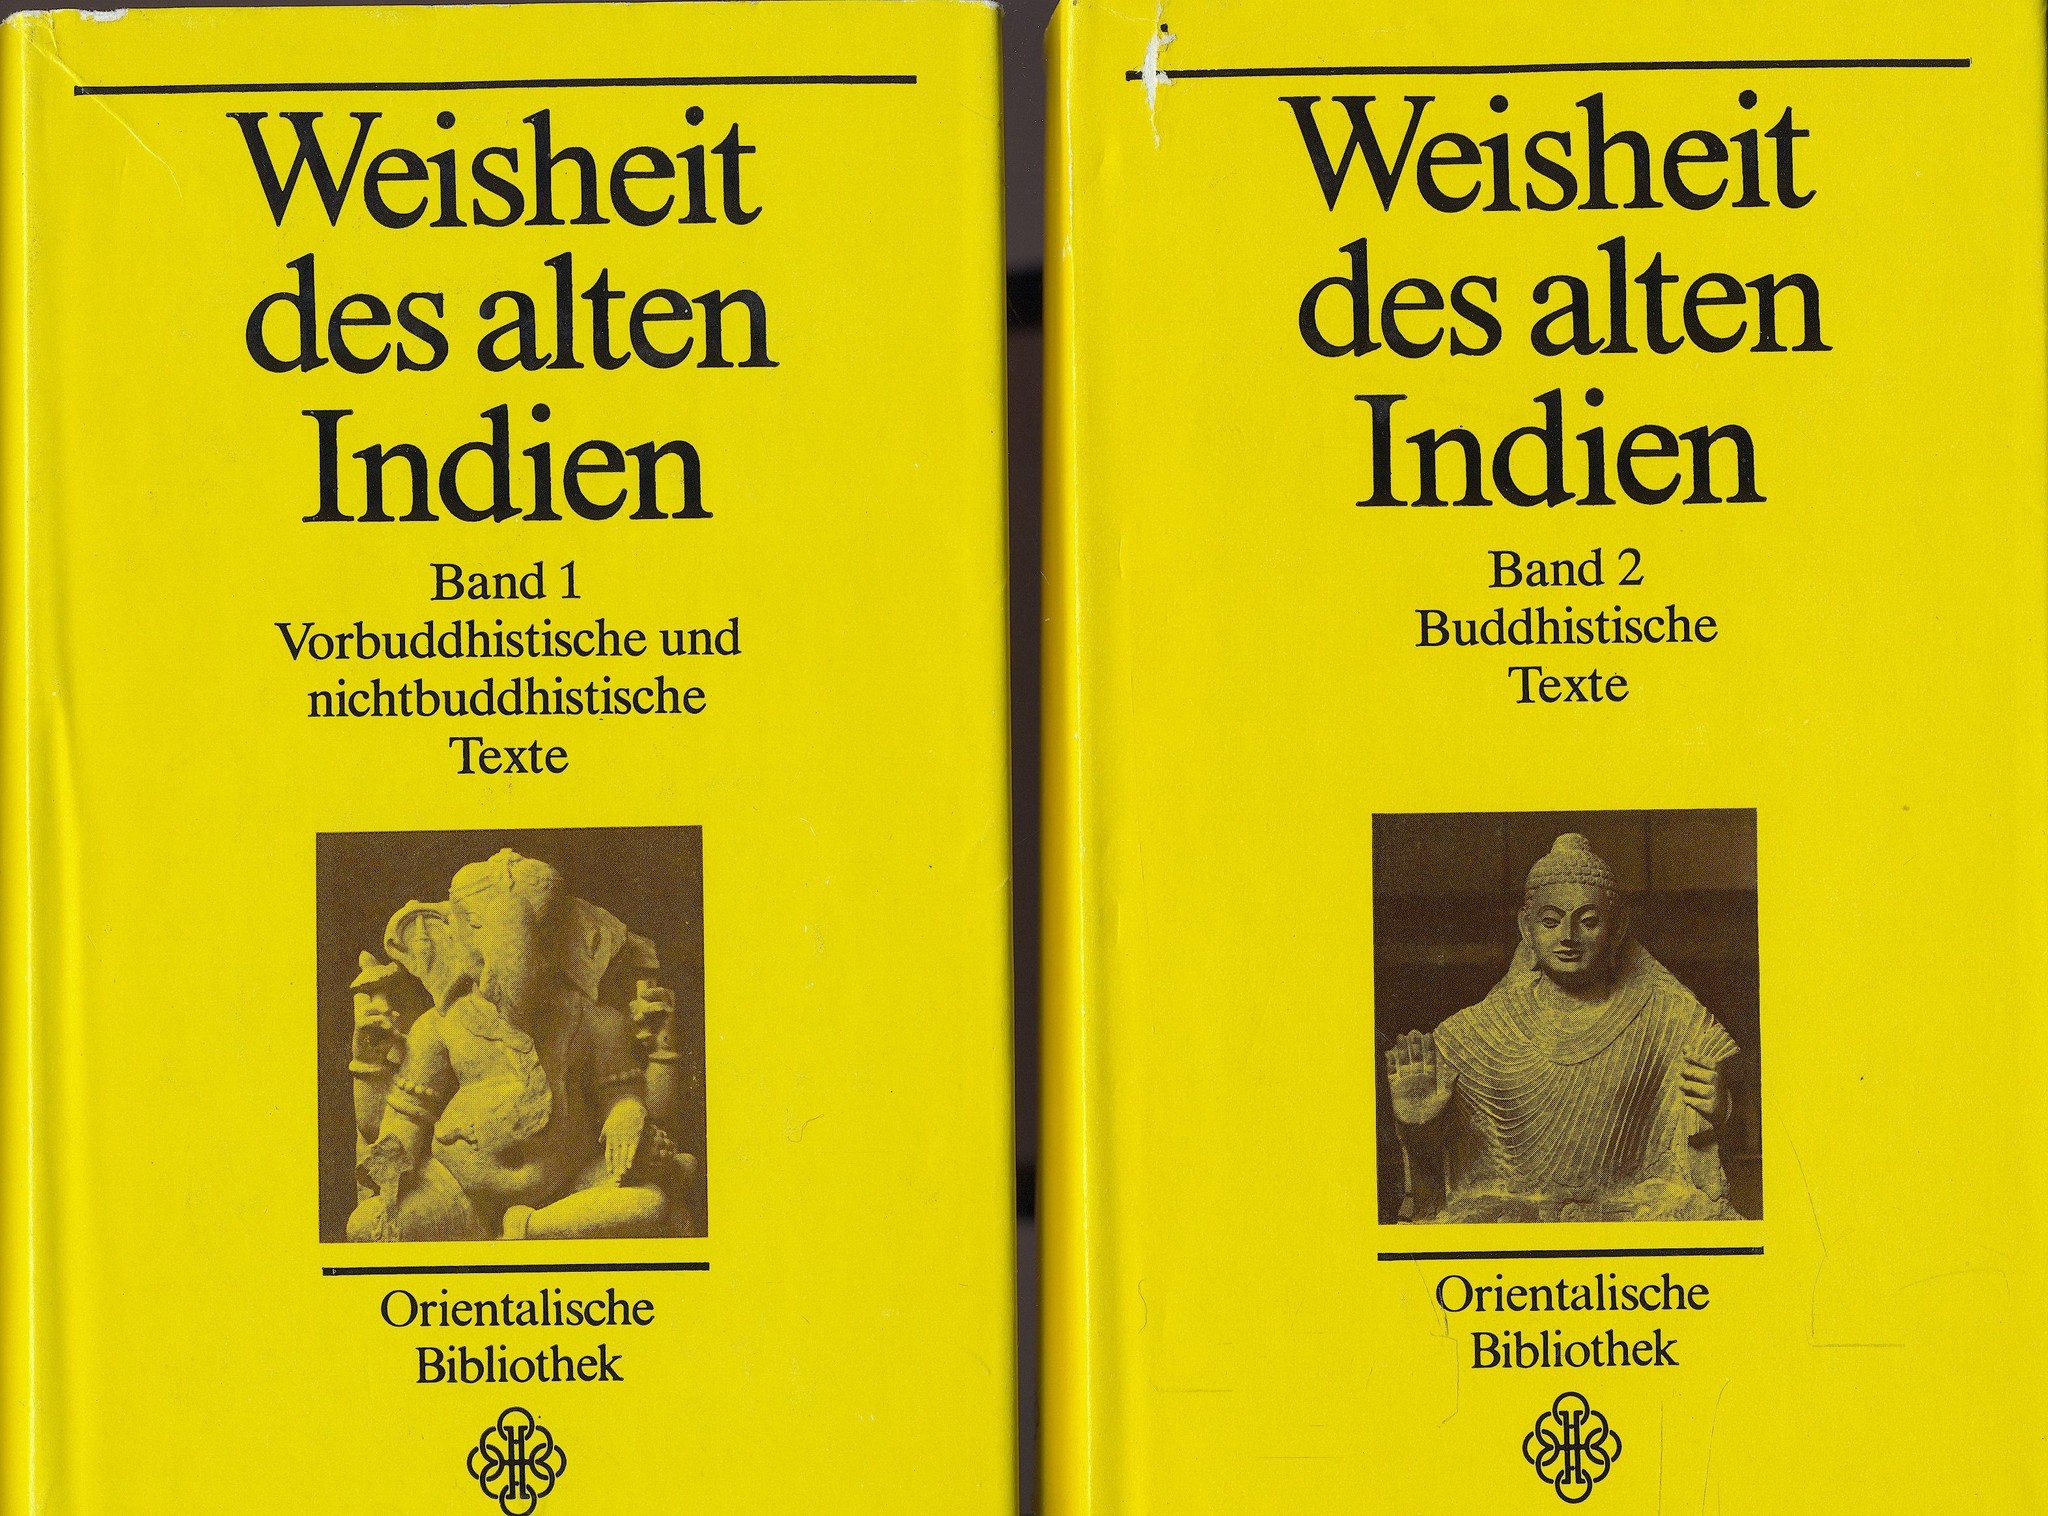 Weisheit
des alten
Indien
Band 1
Vorbuddhistische und
nichtbuddhistische
Texte
Orientalische
Bibliothek
Weisheit
des alten
Indien
Band 2
Buddhistische
Texte
Orientalische
Bibliothek